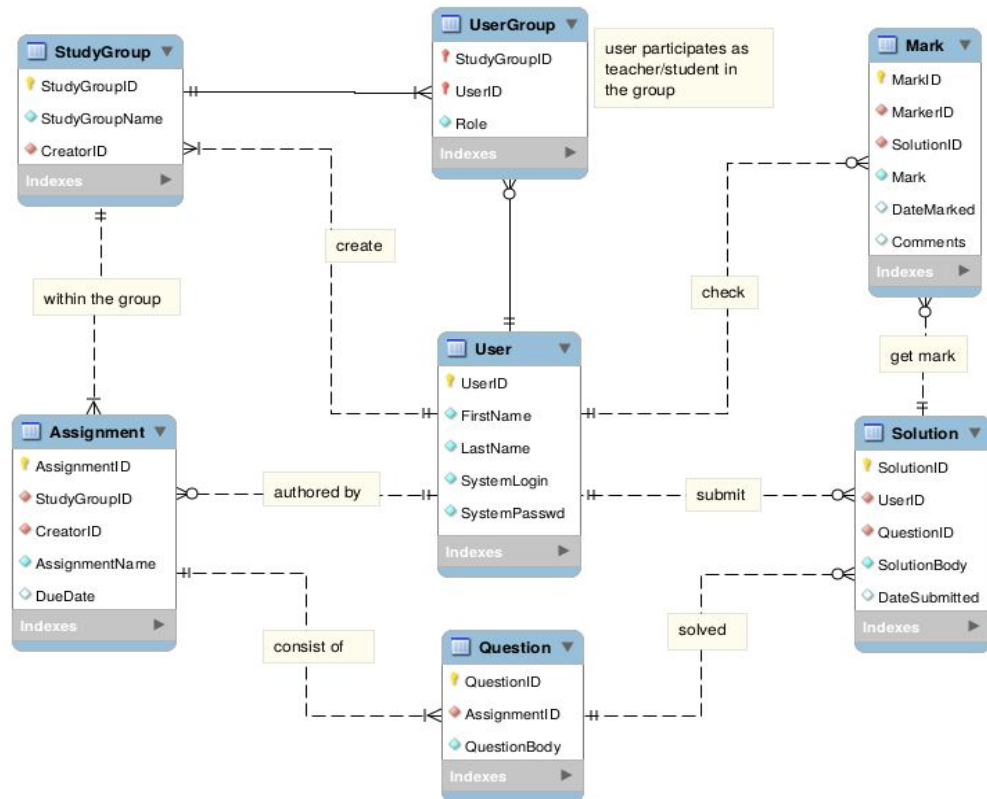 StudyGroup
StudyGroupID
StudyGroupName
CreatorID
Indexes
UserGroup
StudyGroupID
UserID
Role
Indexes
user participates as
teacher/student in
the group
Mark
MarkID
MarkerID
SolutionID
Mark
DateMarked
Comments
Indexes
create
within the group
check
get mark
User
UserID
FirstName
LastName
SystemLogin
SystemPasswd
Indexes
Assignment
AssignmentID
StudyGroupID
CreatorID
AssignmentName
DueDate
Indexes
authored by
submit
Solution
SolutionID
UserID
QuestionID
SolutionBody
DateSubmitted
Indexes
consist of
solved
Question
QuestionID
AssignmentID
QuestionBody
Indexes